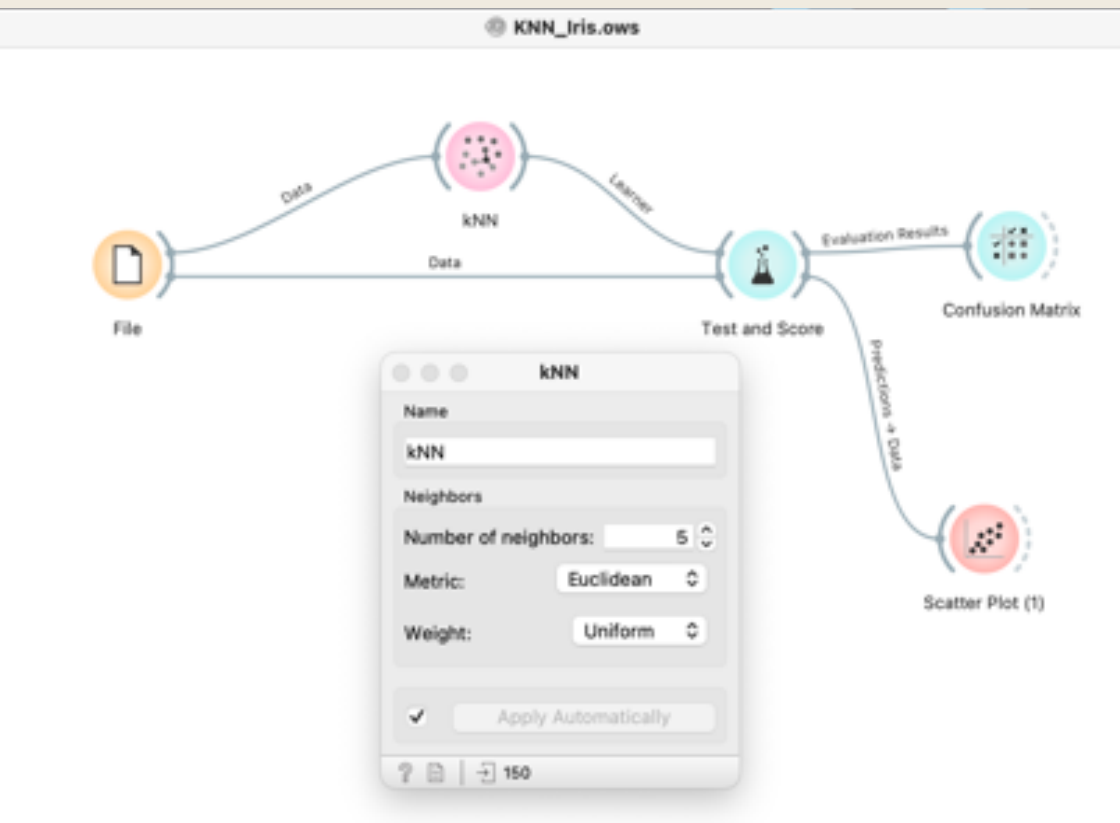 KNN_Iris.ows
Data
Learner
kNN
Evaluation Results
Data
File
Test and Score
Confusion Matrix
Predictions → Data
kNN
Name
kNN
Neighbors
Number of neighbors: 5
Metric: Euclidean
Weight: Uniform
Scatter Plot (1)
Apply Automatically
? 150